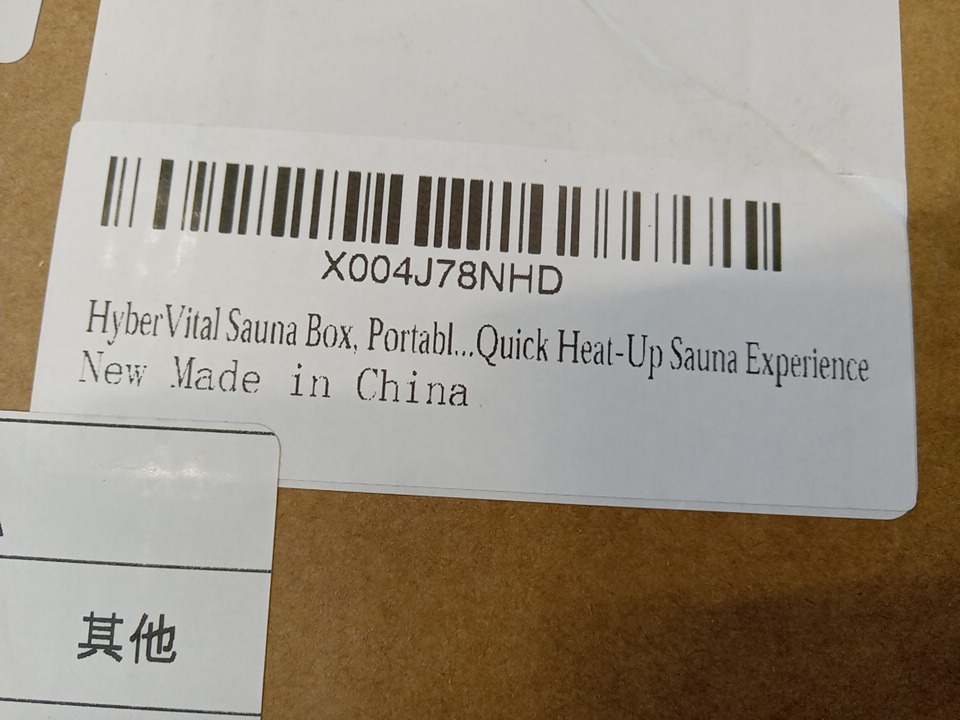 X004J78NHD
HyberVital Sauna Box, Portabl...Quick Heat-Up Sauna Experience
New Made in China
其他